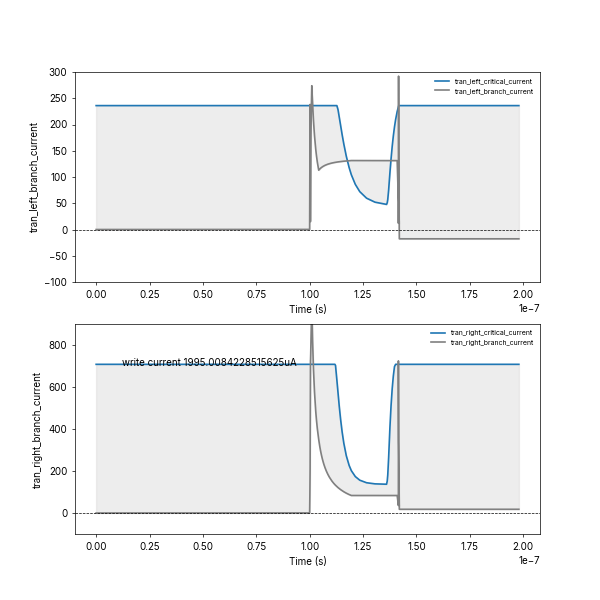 300
250
200
150
100
50
0
−50
−100
tran_left_branch_current
tran_left_critical_current
tran_left_branch_current
0.00 0.25 0.50 0.75 1.00 1.25 1.50 1.75 2.00
Time (s)
1e−7
800
600
400
200
0
tran_right_branch_current
tran_right_critical_current
tran_right_branch_current
write current 1995.0084228515625uA
0.00 0.25 0.50 0.75 1.00 1.25 1.50 1.75 2.00
Time (s)
1e−7